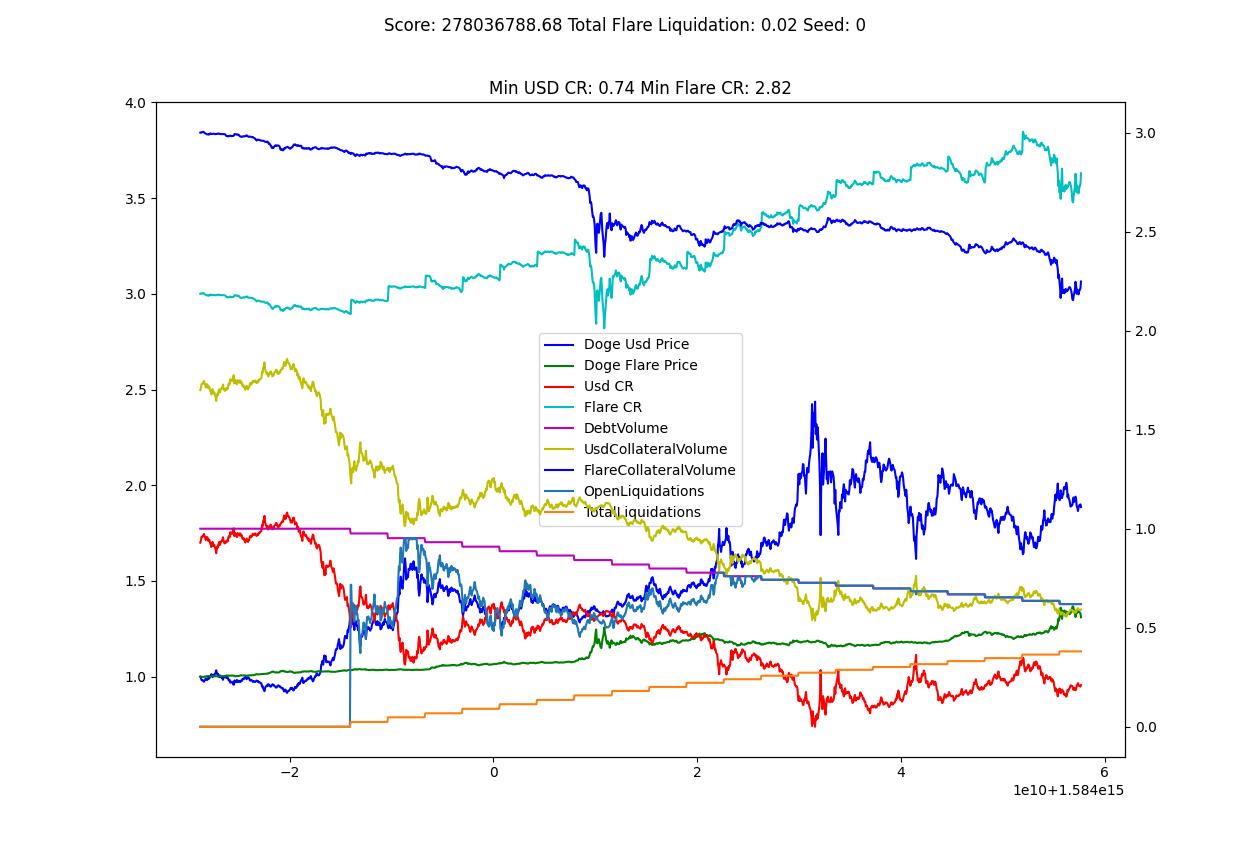 Score: 278036788.68 Total Flare Liquidation: 0.02 Seed: 0
Min USD CR: 0.74 Min Flare CR: 2.82
4.0
3.5
3.0
2.5
2.0
1.5
1.0
3.0
2.5
2.0
1.5
1.0
0.5
0.0
Doge Usd Price
Doge Flare Price
Usd CR
Flare CR
DebtVolume
UsdCollateralVolume
FlareCollateralVolume
OpenLiquidations
TotalLiquidations
−2 0 2 4 6
1e10+1.584e15